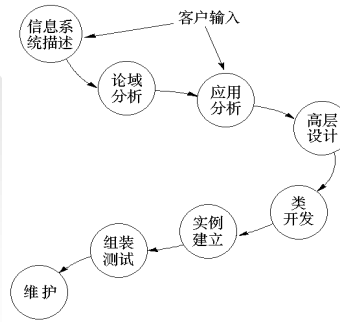 客户输入
信息系
统描述
论域
分析
应用
分析
高层
设计
类
开发
实例
建立
组装
测试
维护